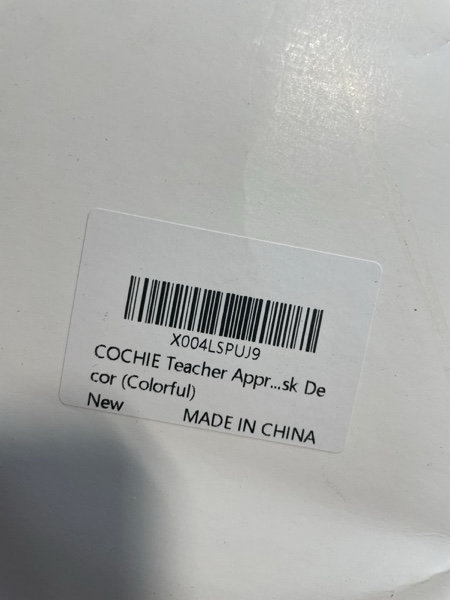 X004LSPUJ9
COCHIE Teacher Appr...sk De
cor (Colorful)
New MADE IN CHINA